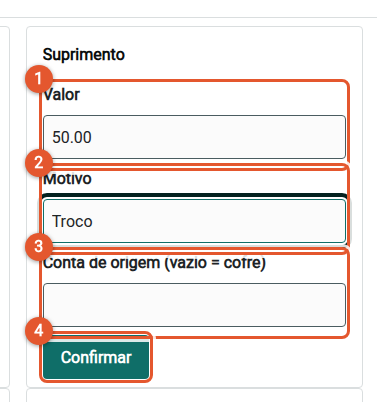 Suprimento
1
Valor
50.00
2
Motivo
Troco
3
Conta de origem (vazio = cofre)
4
Confirmar